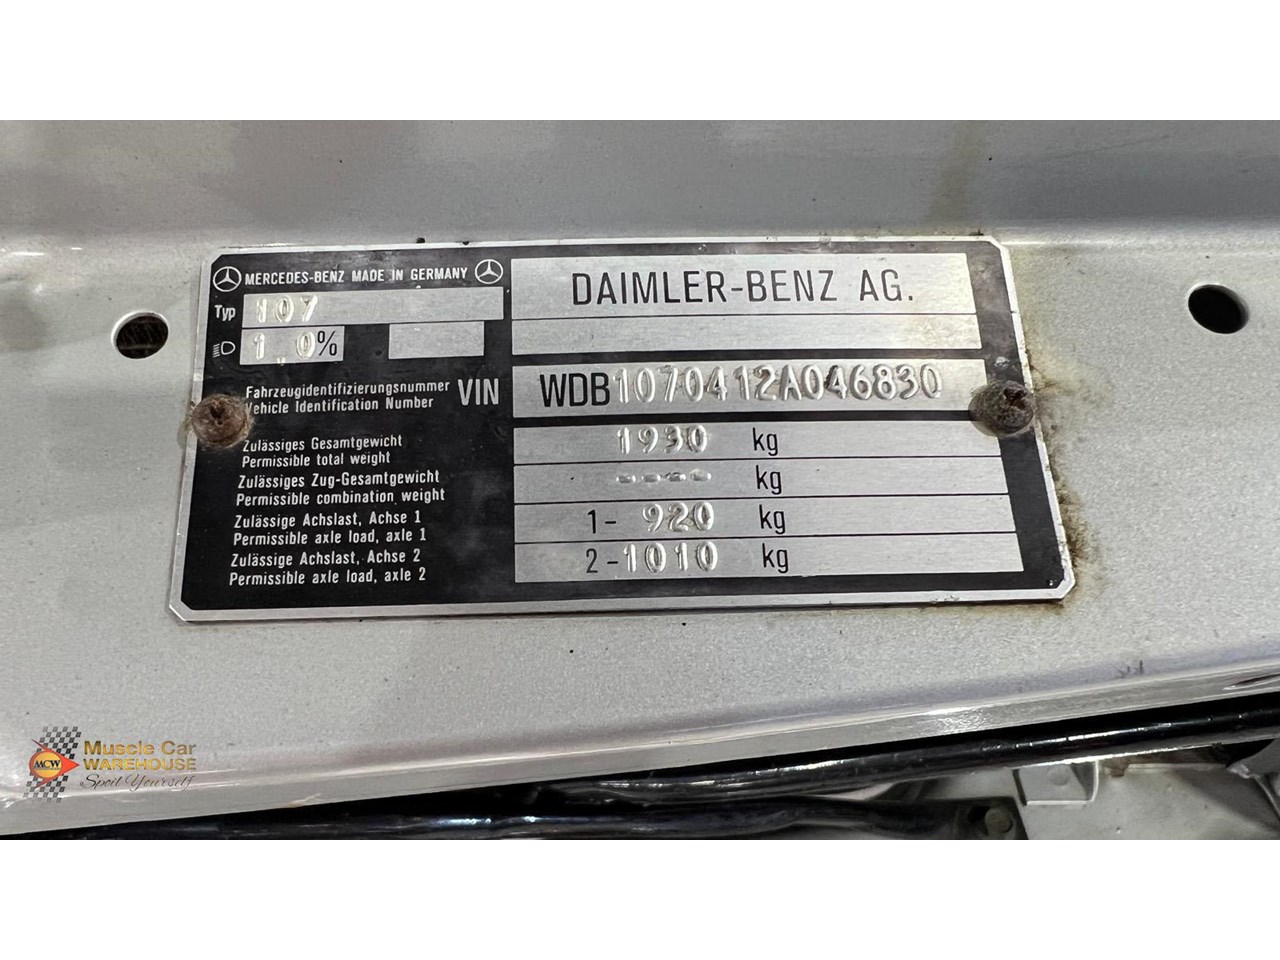 MERCEDES-BENZ MADE IN GERMANY
DAIMLER-BENZ AG.
Typ 107
1.0%
Fahrzeugidentifizierungsnummer
Vehicle Identification Number
VIN WDB1070412A046830
Zulässiges Gesamtgewicht
Permissible total weight
1930 kg
Zulässiges Zug-Gesamtgewicht
Permissible combination weight
---- kg
Zulässige Achslast, Achse 1
Permissible axle load, axle 1
1- 920 kg
Zulässige Achslast, Achse 2
Permissible axle load, axle 2
2-1010 kg
MCW
Muscle Car
WAREHOUSE
Spoil Yourself